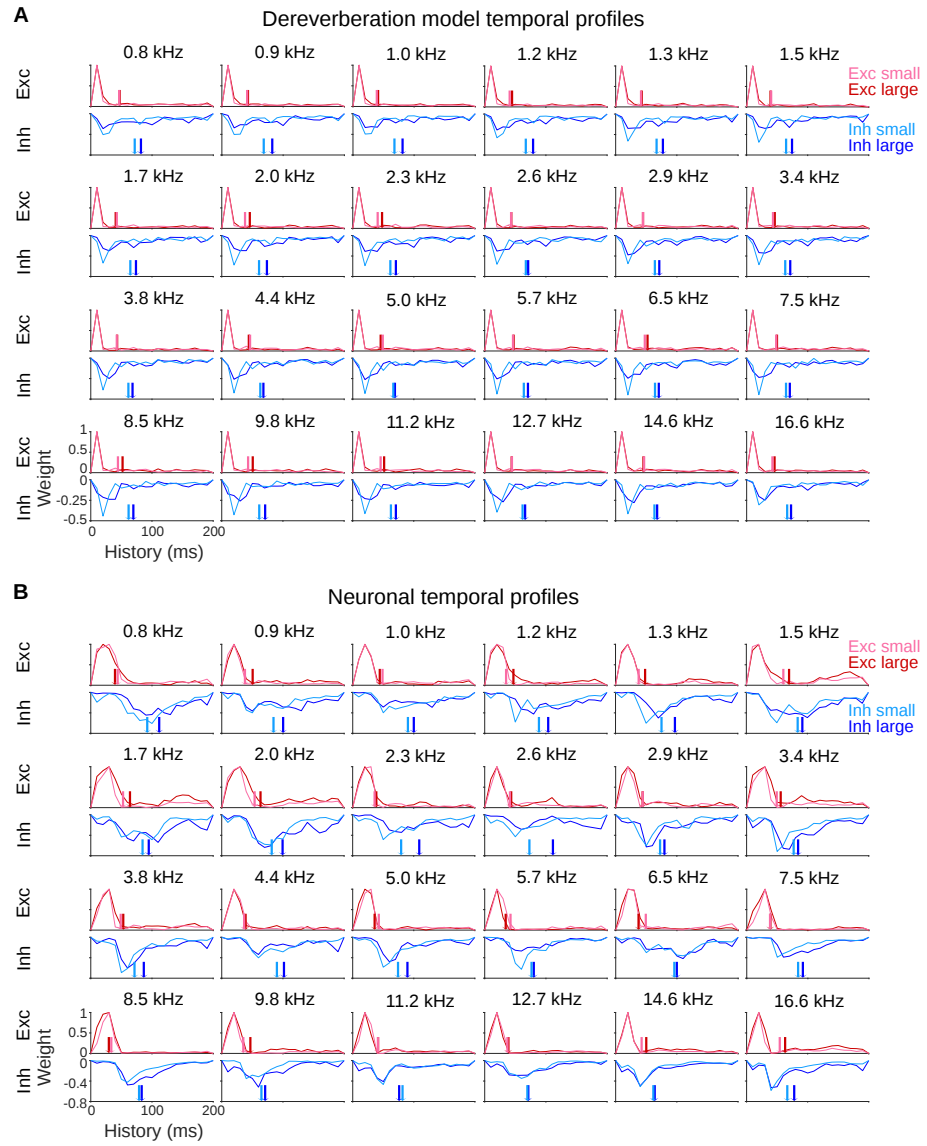 A
Dereverberation model temporal profiles
0.8 kHz 0.9 kHz 1.0 kHz 1.2 kHz 1.3 kHz 1.5 kHz
Exc
Exc small
Exc large
Inh
Inh small
Inh large
1.7 kHz 2.0 kHz 2.3 kHz 2.6 kHz 2.9 kHz 3.4 kHz
Exc
Inh
3.8 kHz 4.4 kHz 5.0 kHz 5.7 kHz 6.5 kHz 7.5 kHz
Exc
Inh
8.5 kHz 9.8 kHz 11.2 kHz 12.7 kHz 14.6 kHz 16.6 kHz
Exc
Inh
Weight
1
0.5
0
0
-0.25
-0.5
0 100 200
History (ms)
B
Neuronal temporal profiles
0.8 kHz 0.9 kHz 1.0 kHz 1.2 kHz 1.3 kHz 1.5 kHz
Exc
Exc small
Exc large
Inh
Inh small
Inh large
1.7 kHz 2.0 kHz 2.3 kHz 2.6 kHz 2.9 kHz 3.4 kHz
Exc
Inh
3.8 kHz 4.4 kHz 5.0 kHz 5.7 kHz 6.5 kHz 7.5 kHz
Exc
Inh
8.5 kHz 9.8 kHz 11.2 kHz 12.7 kHz 14.6 kHz 16.6 kHz
Exc
Inh
Weight
1
0.5
0
0
-0.4
-0.8
0 100 200
History (ms)